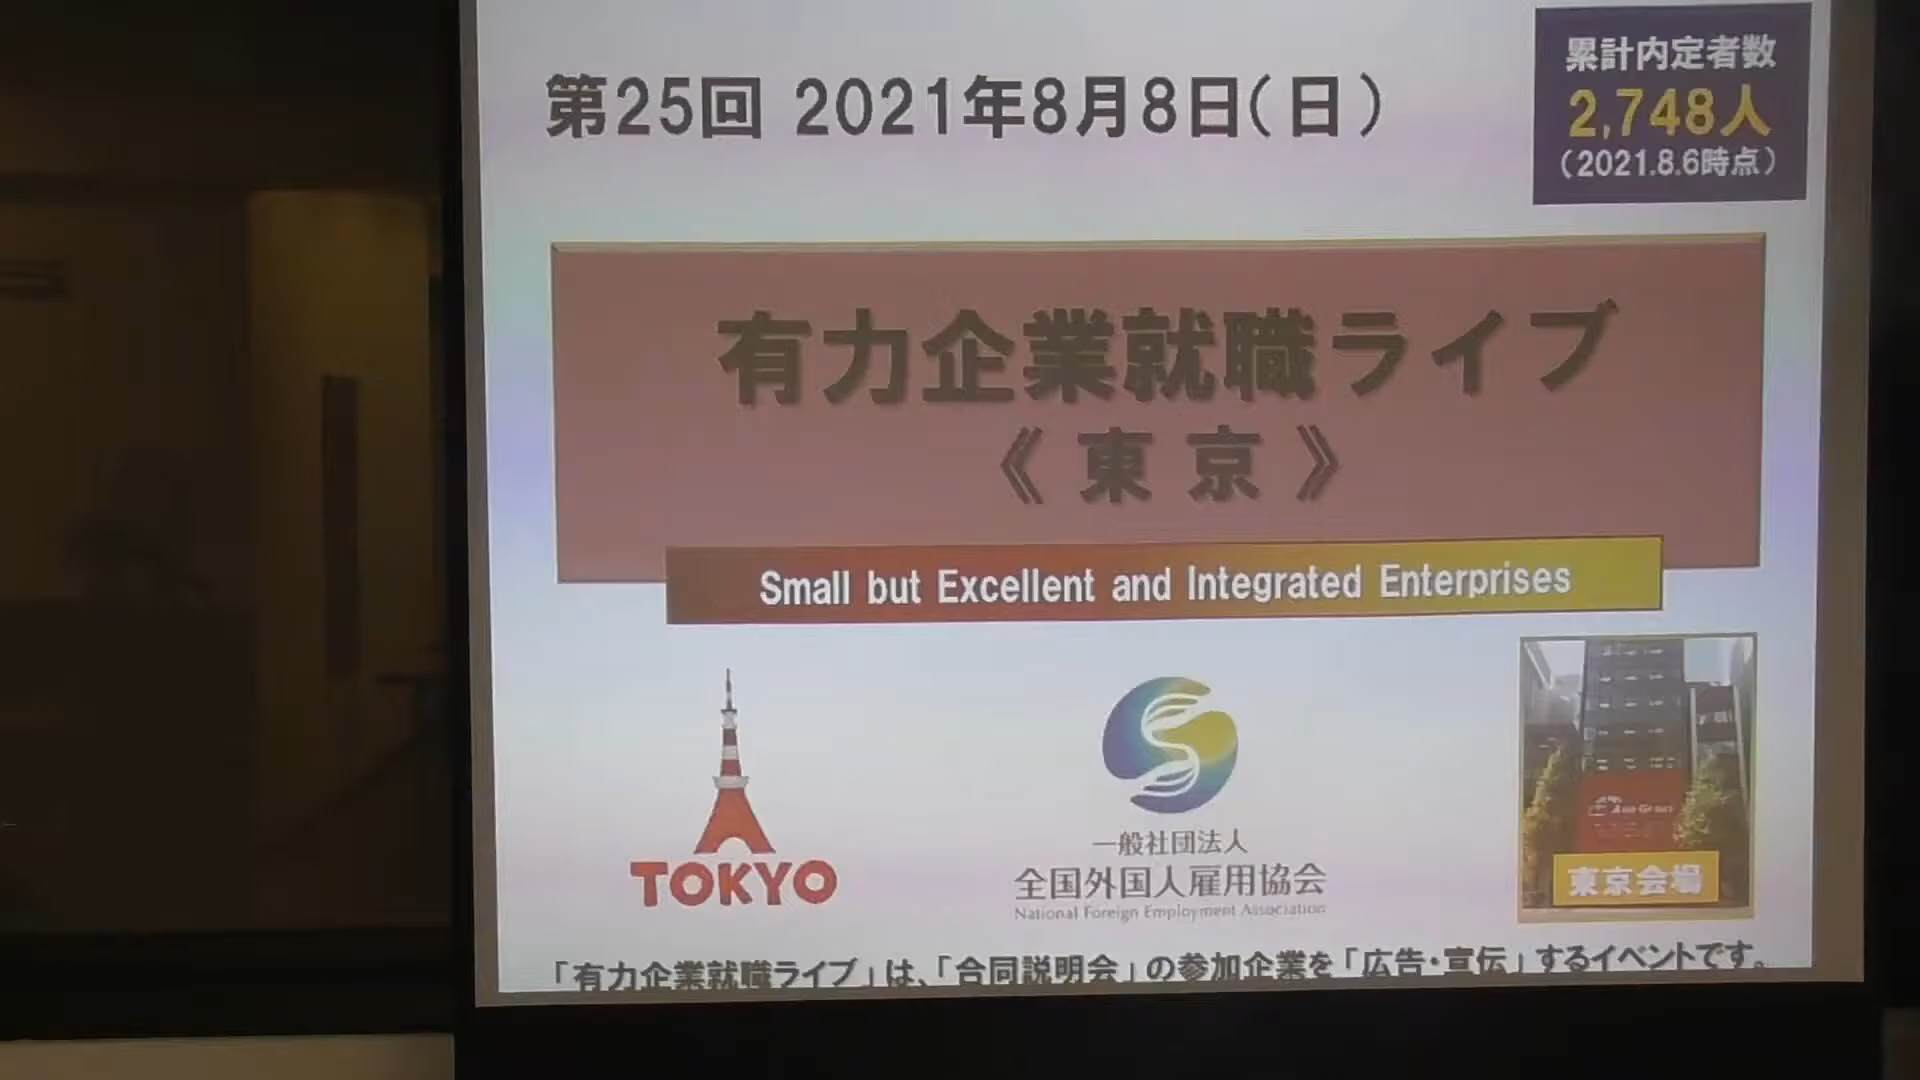 第25回 2021年8月8日(日)
累計内定者数
2,748人
(2021.8.6時点)
有力企業就職ライブ
《東京》
Small but Excellent and Integrated Enterprises
TOKYO
一般社団法人
全国外国人雇用協会
National Foreign Employment Association
東京会場
「有力企業就職ライブ」は、「合同説明会」の参加企業を「広告・宣伝」するイベントです。